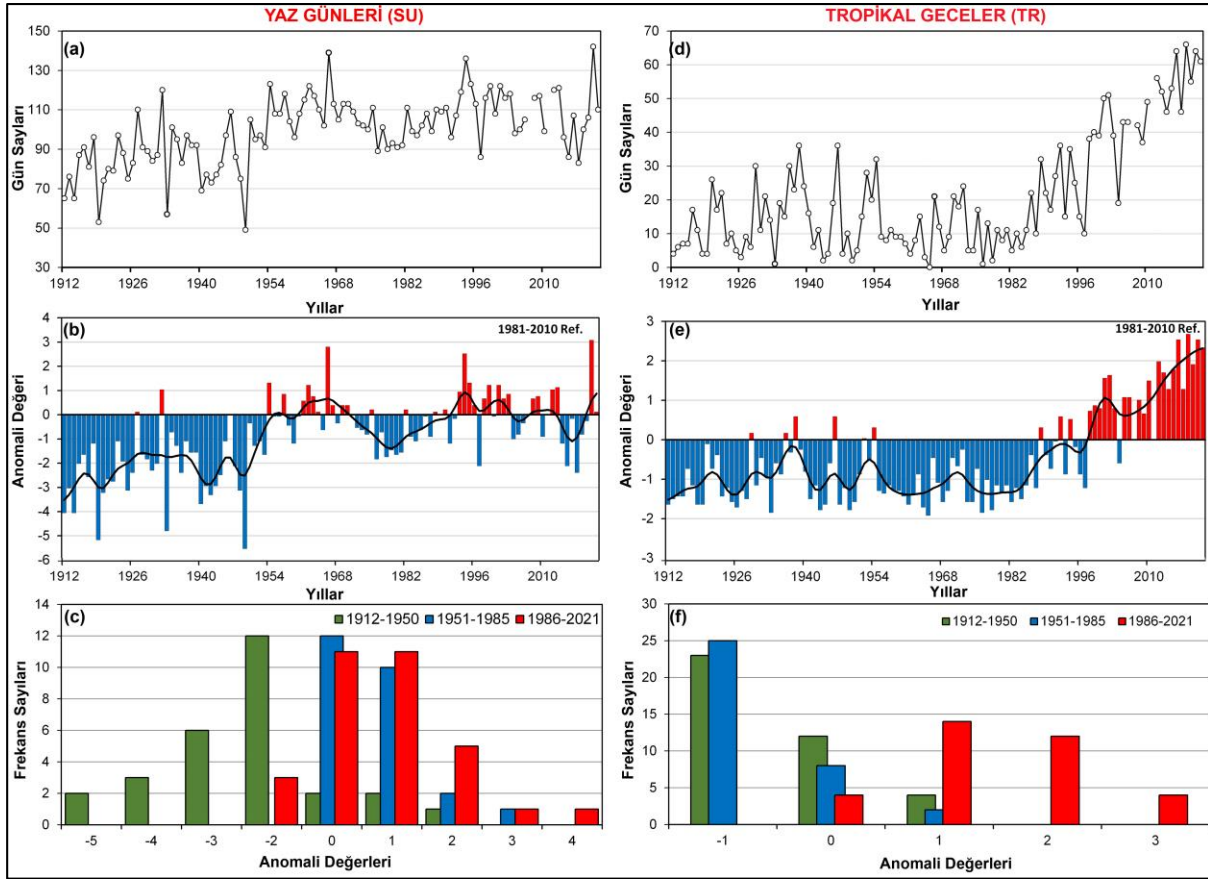 YAZ GÜNLERİ (SU)
(a)
Gün Sayıları
150
130
110
90
70
50
30
1912 1926 1940 1954 1968 1982 1996 2010
Yıllar
(b)
1981-2010 Ref.
Anomali Değeri
4
3
2
1
0
-1
-2
-3
-4
-5
-6
1912 1926 1940 1954 1968 1982 1996 2010
Yıllar
(c)
1912-1950 1951-1985 1986-2021
Frekans Sayıları
14
12
10
8
6
4
2
0
-5 -4 -3 -2 0 1 2 3 4
Anomali Değerleri
TROPİKAL GECELER (TR)
(d)
Gün Sayıları
70
60
50
40
30
20
10
0
1912 1926 1940 1954 1968 1982 1996 2010
Yıllar
(e)
1981-2010 Ref.
Anomali Değeri
3
2
1
0
-1
-2
-3
1912 1926 1940 1954 1968 1982 1996 2010
Yıllar
(f)
1912-1950 1951-1985 1986-2021
Frekans Sayıları
30
25
20
15
10
5
0
-1 0 1 2 3
Anomali Değerleri